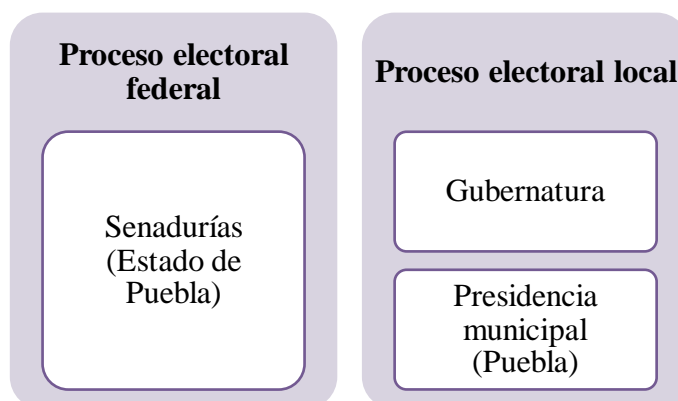 Proceso electoral
federal
Senadurías
(Estado de
Puebla)
Proceso electoral local
Gubernatura
Presidencia
municipal
(Puebla)